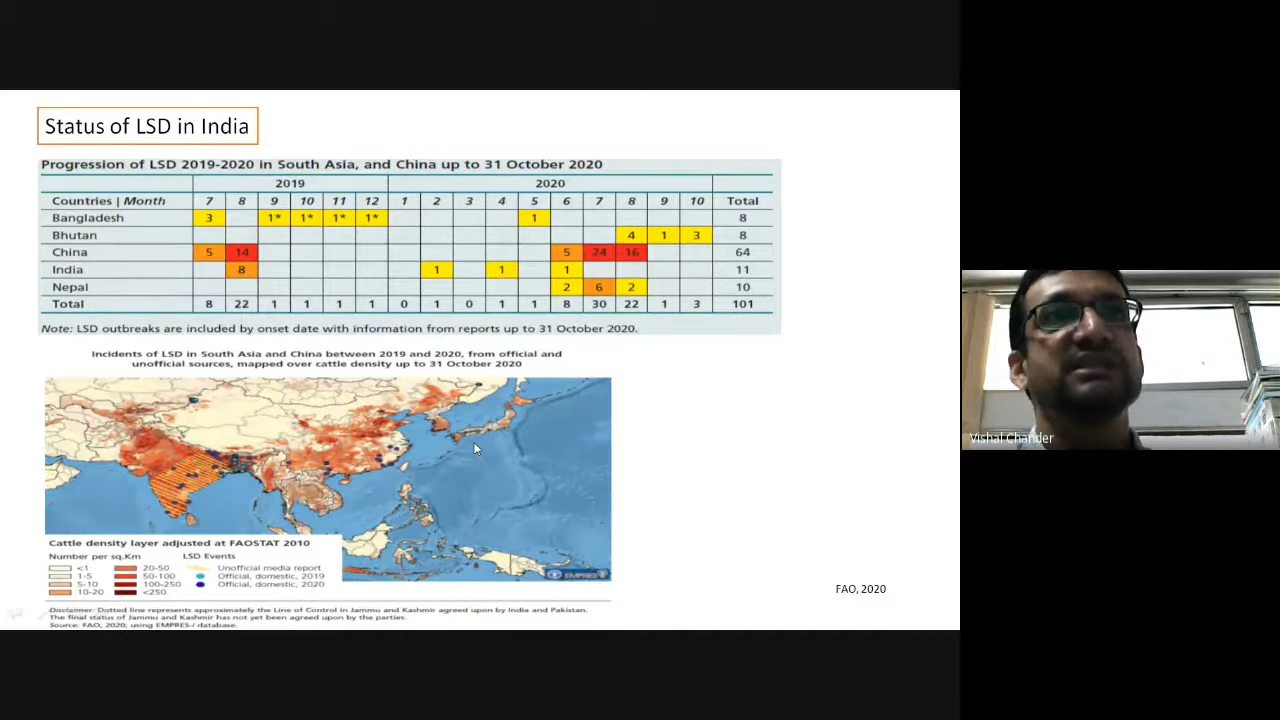 Status of LSD in India
Progression of LSD 2019-2020 in South Asia, and China up to 31 October 2020
2019 2020
Countries | Month 7 8 9 10 11 12 1 2 3 4 5 6 7 8 9 10 Total
Bangladesh 3 1* 1* 1* 1* 1 8
Bhutan 4 1 3 8
China 5 14 5 24 16 64
India 8 1 1 1 11
Nepal 2 6 2 10
Total 8 22 1 1 1 1 0 1 0 1 1 8 30 22 1 3 101
Note: LSD outbreaks are included by onset date with information from reports up to 31 October 2020.
Incidents of LSD in South Asia and China between 2019 and 2020, from official and
unofficial sources, mapped over cattle density up to 31 October 2020
Cattle density layer adjusted at FAOSTAT 2010
Number per sq.Km LSD Events
<1 20-50 Unofficial media report
1-5 50-100 Official, domestic, 2019
5-10 100-250 Official, domestic, 2020
10-20 <250
EMPRES-i
Disclaimer: Dotted line represents approximately the Line of Control in Jammu and Kashmir agreed upon by India and Pakistan.
The final status of Jammu and Kashmir has not yet been agreed upon by the parties.
Source: FAO, 2020; using EMPRES-i database.
FAO, 2020
Vishal Chander